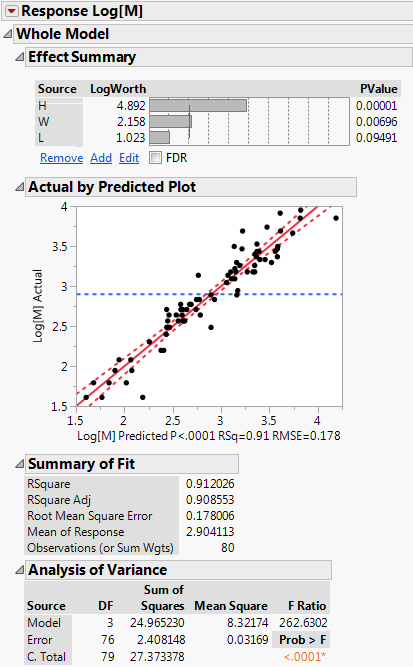 Response Log[M]
Whole Model
Effect Summary
Source LogWorth PValue
H 4.892 0.00001
W 2.158 0.00696
L 1.023 0.09491
Remove Add Edit FDR
Actual by Predicted Plot
4
3.5
3
2.5
2
1.5
Log[M] Actual
1.5 2 2.5 3 3.5 4
Log[M] Predicted P<.0001 RSq=0.91 RMSE=0.178
Summary of Fit
RSquare 0.912026
RSquare Adj 0.908553
Root Mean Square Error 0.178006
Mean of Response 2.904113
Observations (or Sum Wgts) 80
Analysis of Variance
Sum of
Source DF Squares Mean Square F Ratio
Model 3 24.965230 8.32174 262.6302
Error 76 2.408148 0.03169 Prob > F
C. Total 79 27.373378 <.0001*